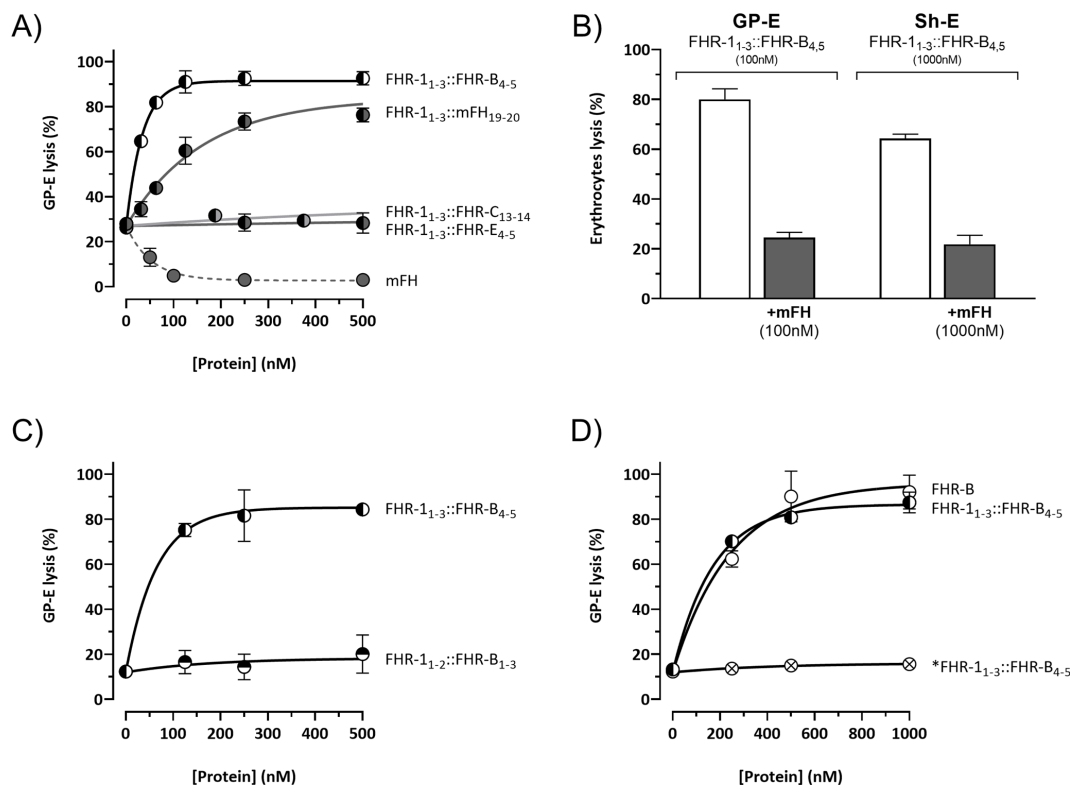 A)
GP-E lysis (%)
100
80
60
40
20
0
0
100
200
300
400
500
[Protein] (nM)
FHR-1₁₋₃::FHR-B₄₋₅
FHR-1₁₋₃::mFH₁₉₋₂₀
FHR-1₁₋₃::FHR-C₁₃₋₁₄
FHR-1₁₋₃::FHR-E₄₋₅
mFH
B)
GP-E
FHR-1₁₋₃::FHR-B₄,₅
(100nM)
Sh-E
FHR-1₁₋₃::FHR-B₄,₅
(1000nM)
Erythrocytes lysis (%)
100
80
60
40
20
0
+mFH
(100nM)
+mFH
(1000nM)
C)
GP-E lysis (%)
100
80
60
40
20
0
0
100
200
300
400
500
[Protein] (nM)
FHR-1₁₋₃::FHR-B₄₋₅
FHR-1₁₋₂::FHR-B₁₋₃
D)
GP-E lysis (%)
100
80
60
40
20
0
0
200
400
600
800
1000
[Protein] (nM)
FHR-B
FHR-1₁₋₃::FHR-B₄₋₅
*FHR-1₁₋₃::FHR-B₄₋₅